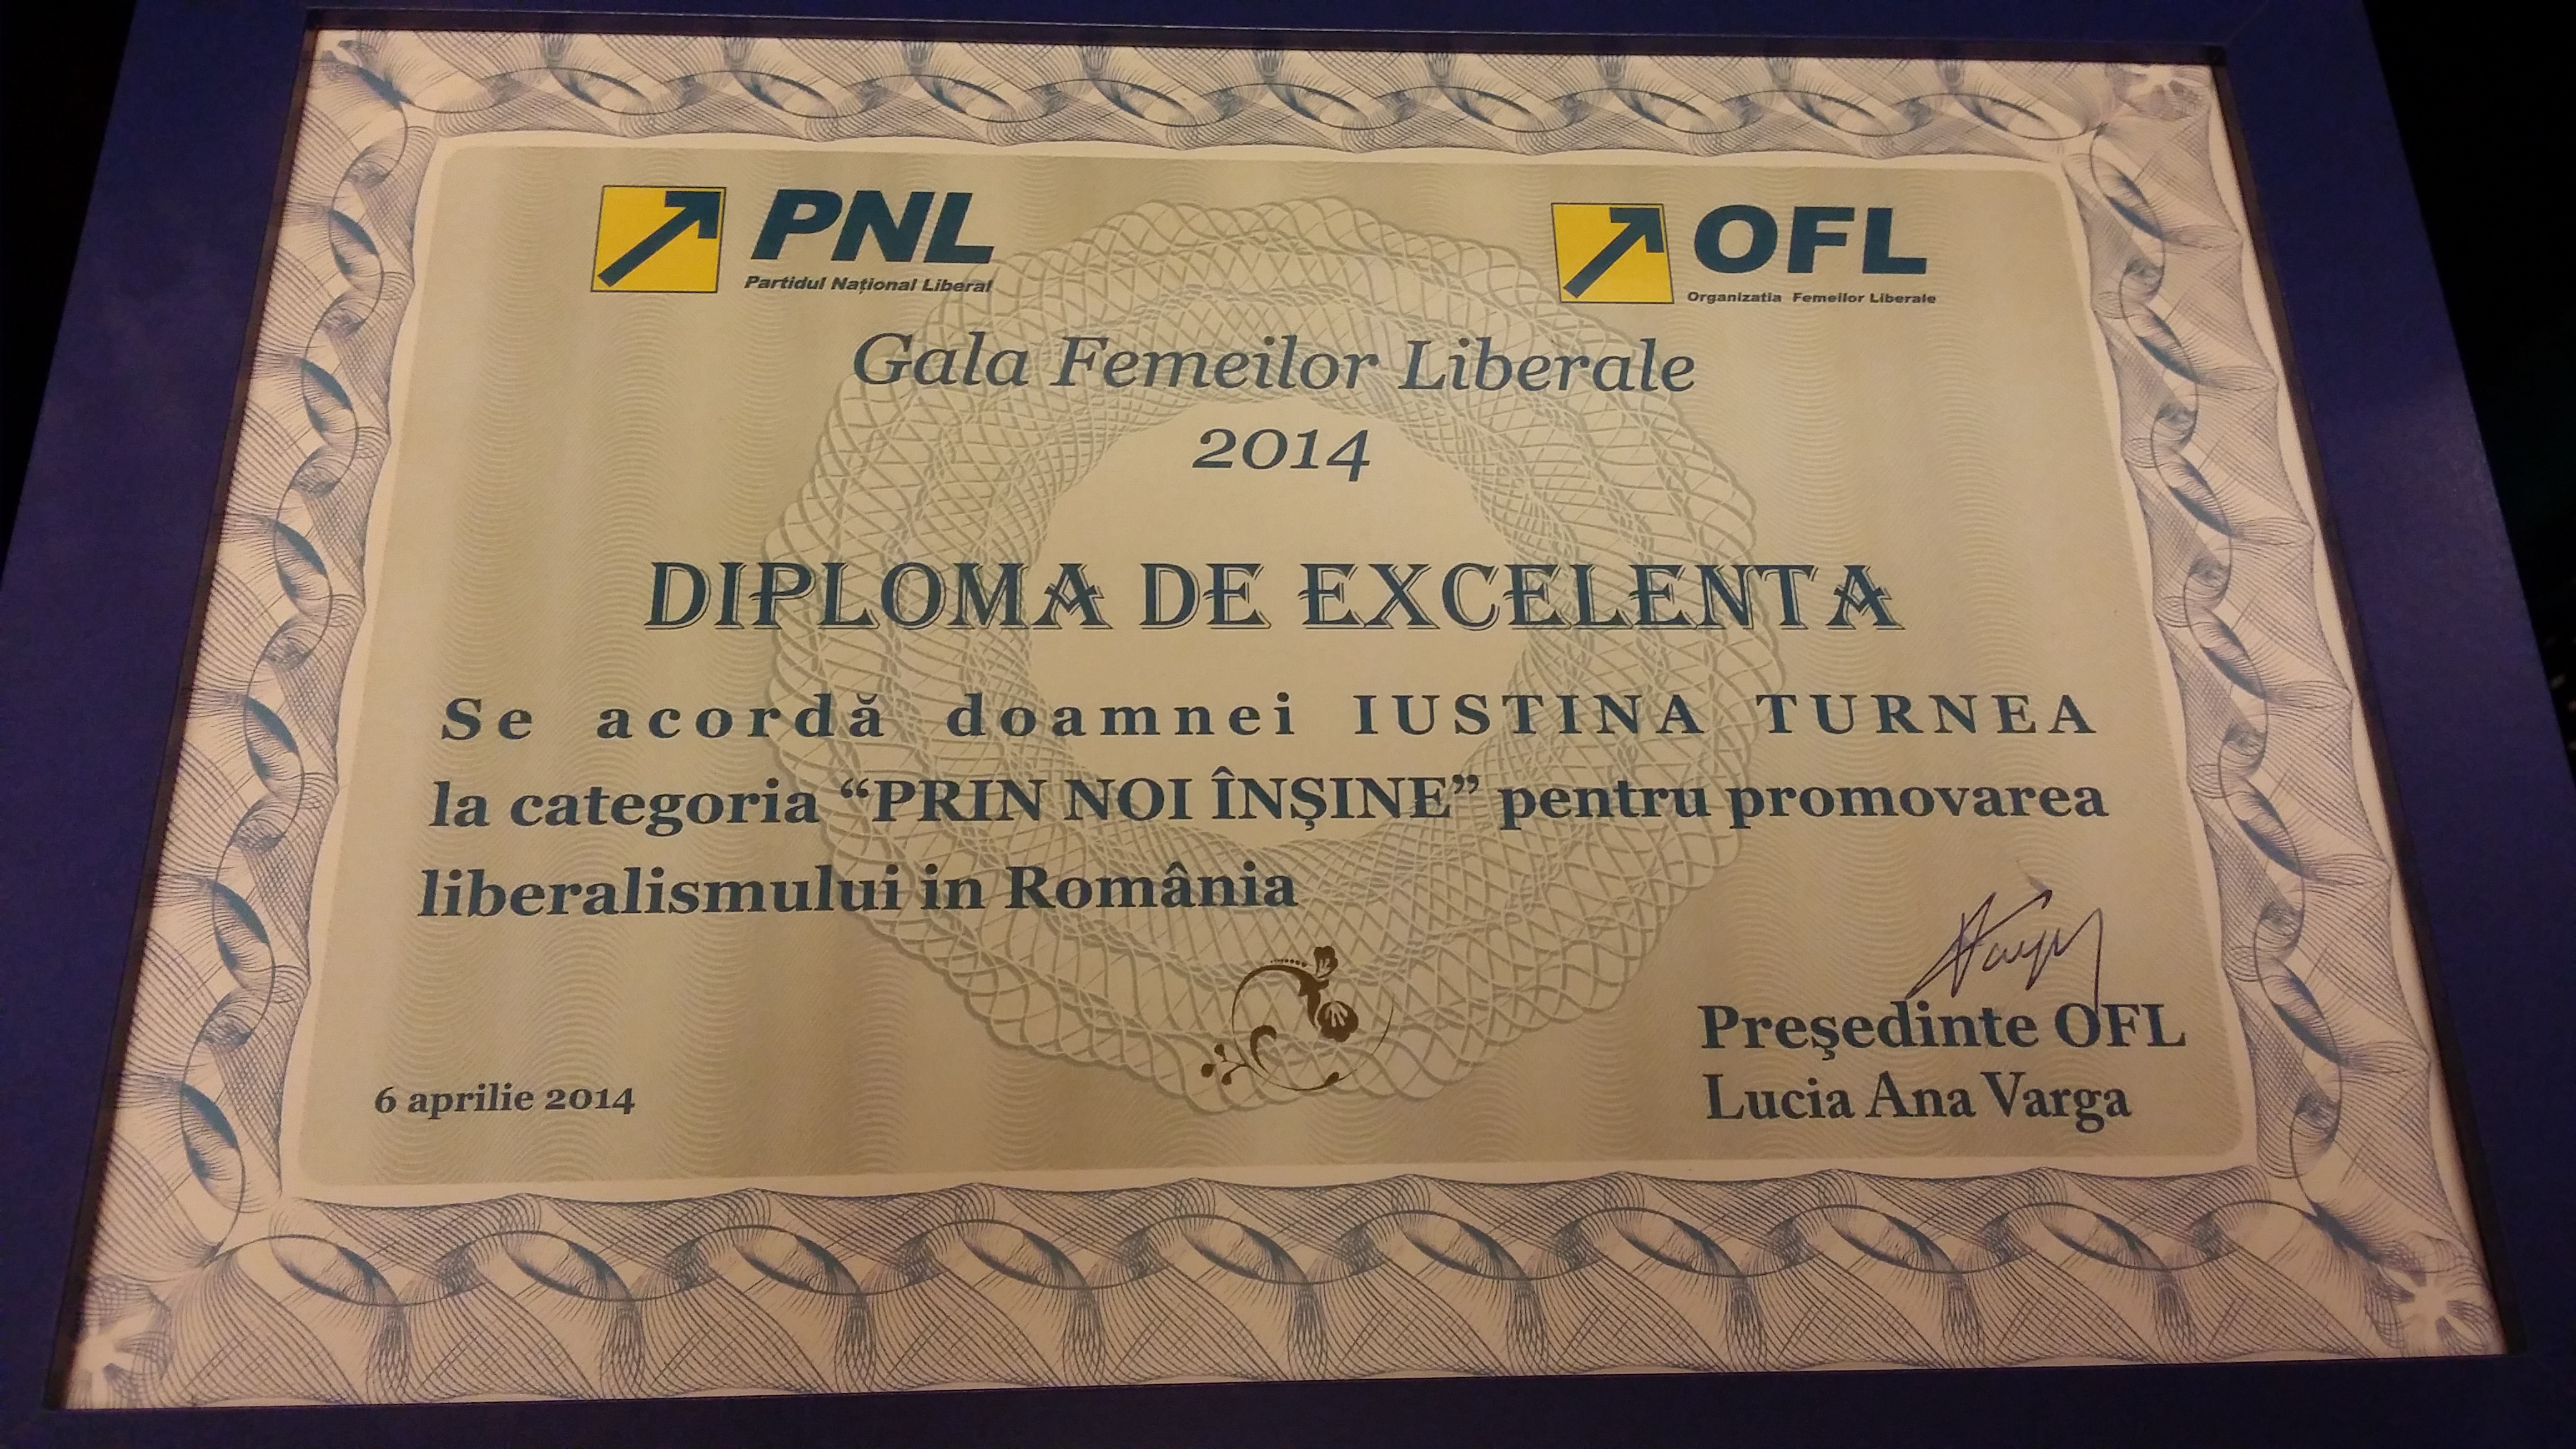 PNL
Partidul Național Liberal
OFL
Organizatia Femeilor Liberale
Gala Femeilor Liberale
2014
DIPLOMA DE EXCELENTA
Se acordă doamnei IUSTINA TURNEA
la categoria “PRIN NOI ÎNȘINE” pentru promovarea
liberalismului in România
Preşedinte OFL
Lucia Ana Varga
6 aprilie 2014